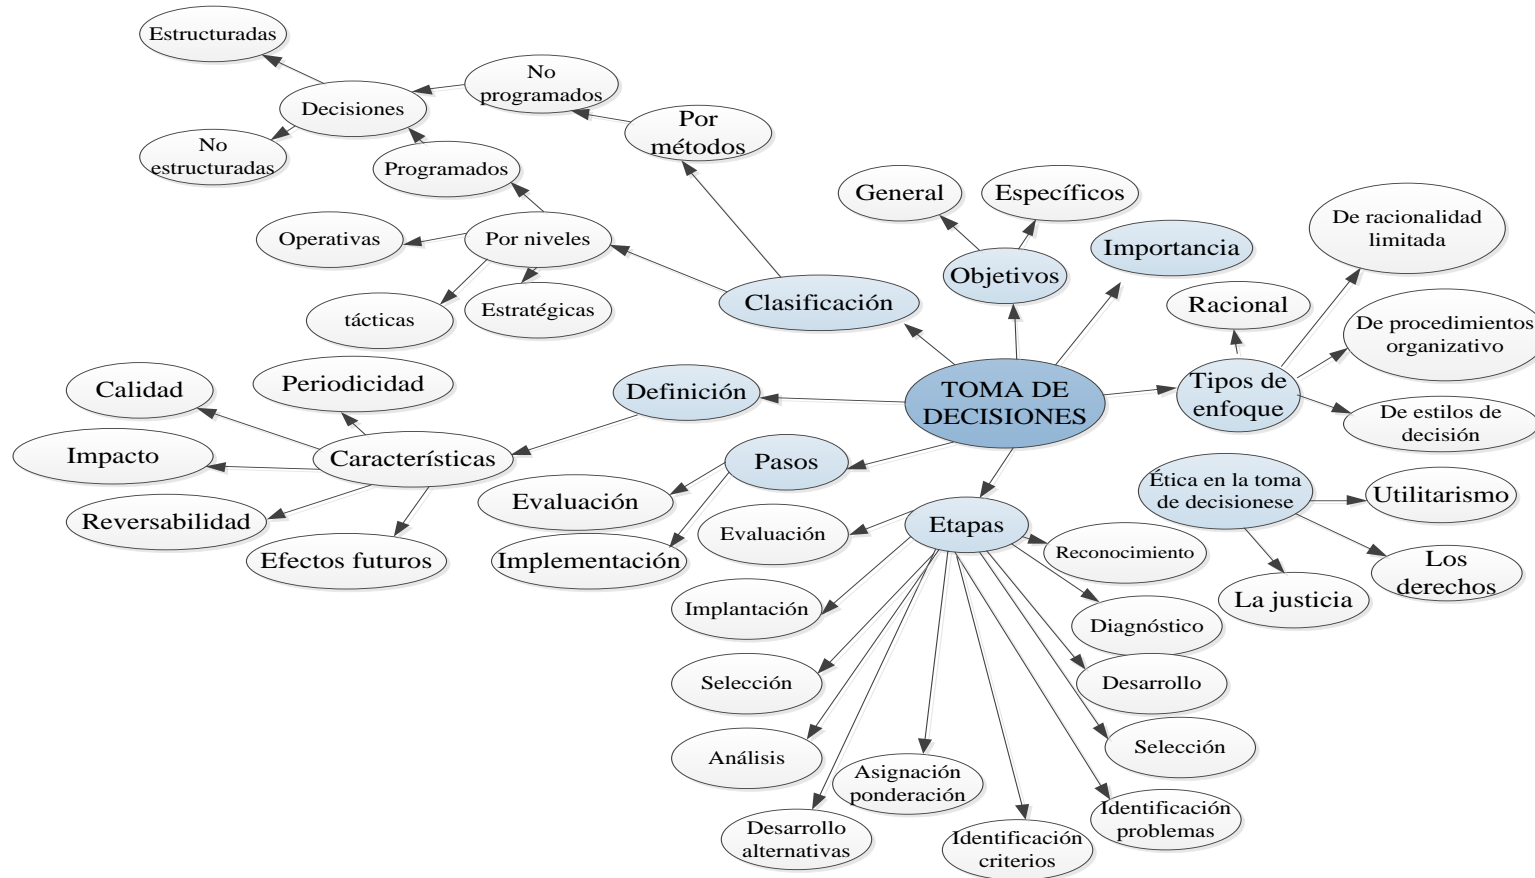 Estructuradas
No
programados
Decisiones
Por
métodos
No
estructuradas
Programados
General
Específicos
De racionalidad
limitada
Operativas
Por niveles
Importancia
Objetivos
Clasificación
Estratégicas
tácticas
Racional
De procedimientos
organizativo
Periodicidad
Calidad
Definición
TOMA DE
DECISIONES
Tipos de
enfoque
De estilos de
decisión
Impacto
Características
Pasos
Ética en la toma
de decisionese
Utilitarismo
Evaluación
Reversabilidad
Evaluación
Etapas
Reconocimiento
Efectos futuros
Implementación
Los
derechos
La justicia
Implantación
Diagnóstico
Selección
Desarrollo
Análisis
Selección
Asignación
ponderación
Identificación
problemas
Desarrollo
alternativas
Identificación
criterios